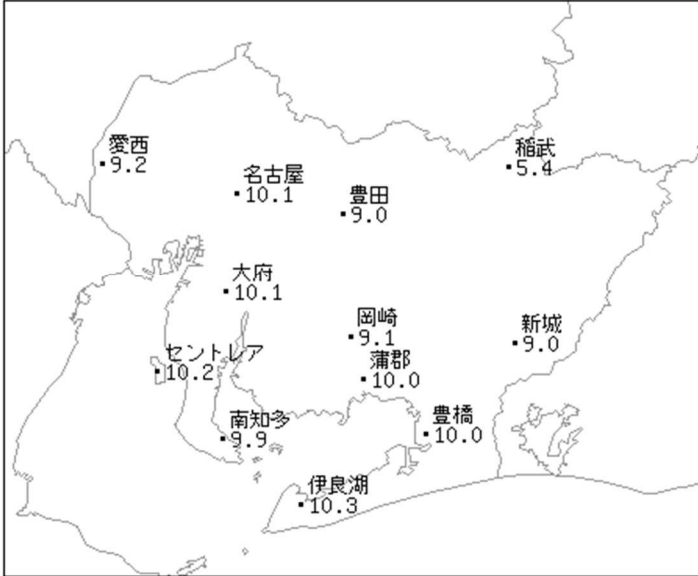 愛西
9.2
稲武
5.4
名古屋
10.1
豊田
9.0
大府
10.1
岡崎
9.1
新城
9.0
セントレア
10.2
蒲郡
10.0
南知多
9.9
豊橋
10.0
伊良湖
10.3